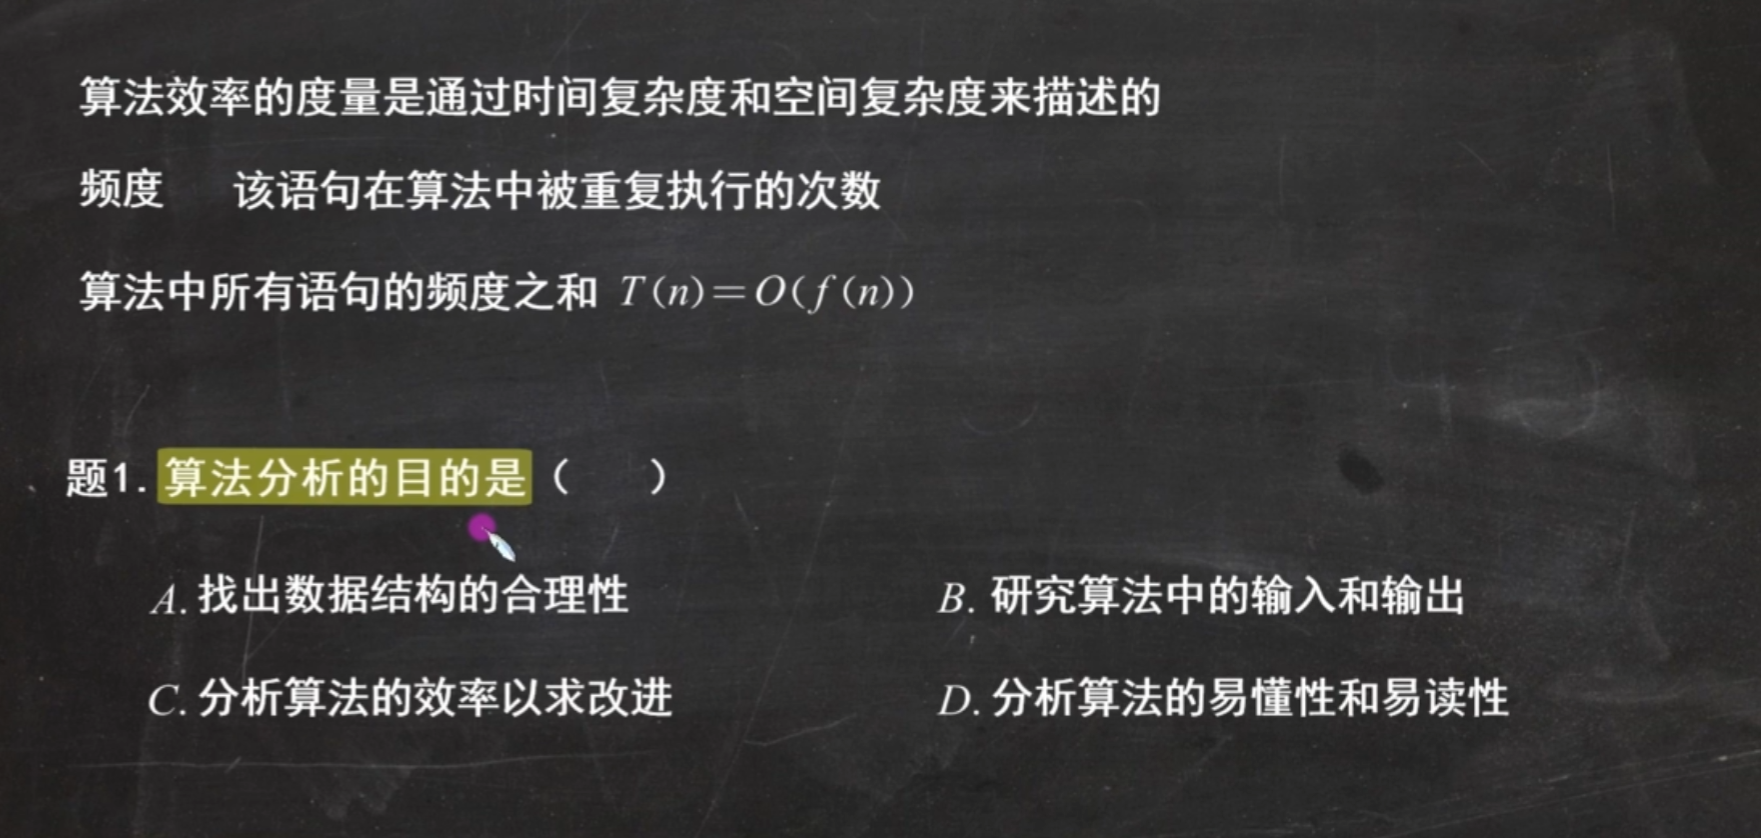 算法效率的度量是通过时间复杂度和空间复杂度来描述的
频度 该语句在算法中被重复执行的次数
算法中所有语句的频度之和 T(n)=O(f(n))
题1. 算法分析的目的是（ ）
A. 找出数据结构的合理性
B. 研究算法中的输入和输出
C. 分析算法的效率以求改进
D. 分析算法的易懂性和易读性